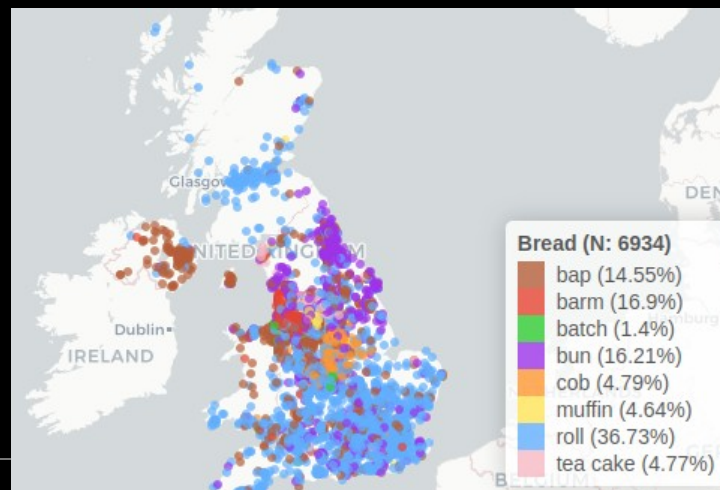 Glasgow
UNITED KINGDOM
DEN
Dublin
IRELAND
Hamburg
BELGIUM
Bread (N: 6934)
bap (14.55%)
barm (16.9%)
batch (1.4%)
bun (16.21%)
cob (4.79%)
muffin (4.64%)
roll (36.73%)
tea cake (4.77%)